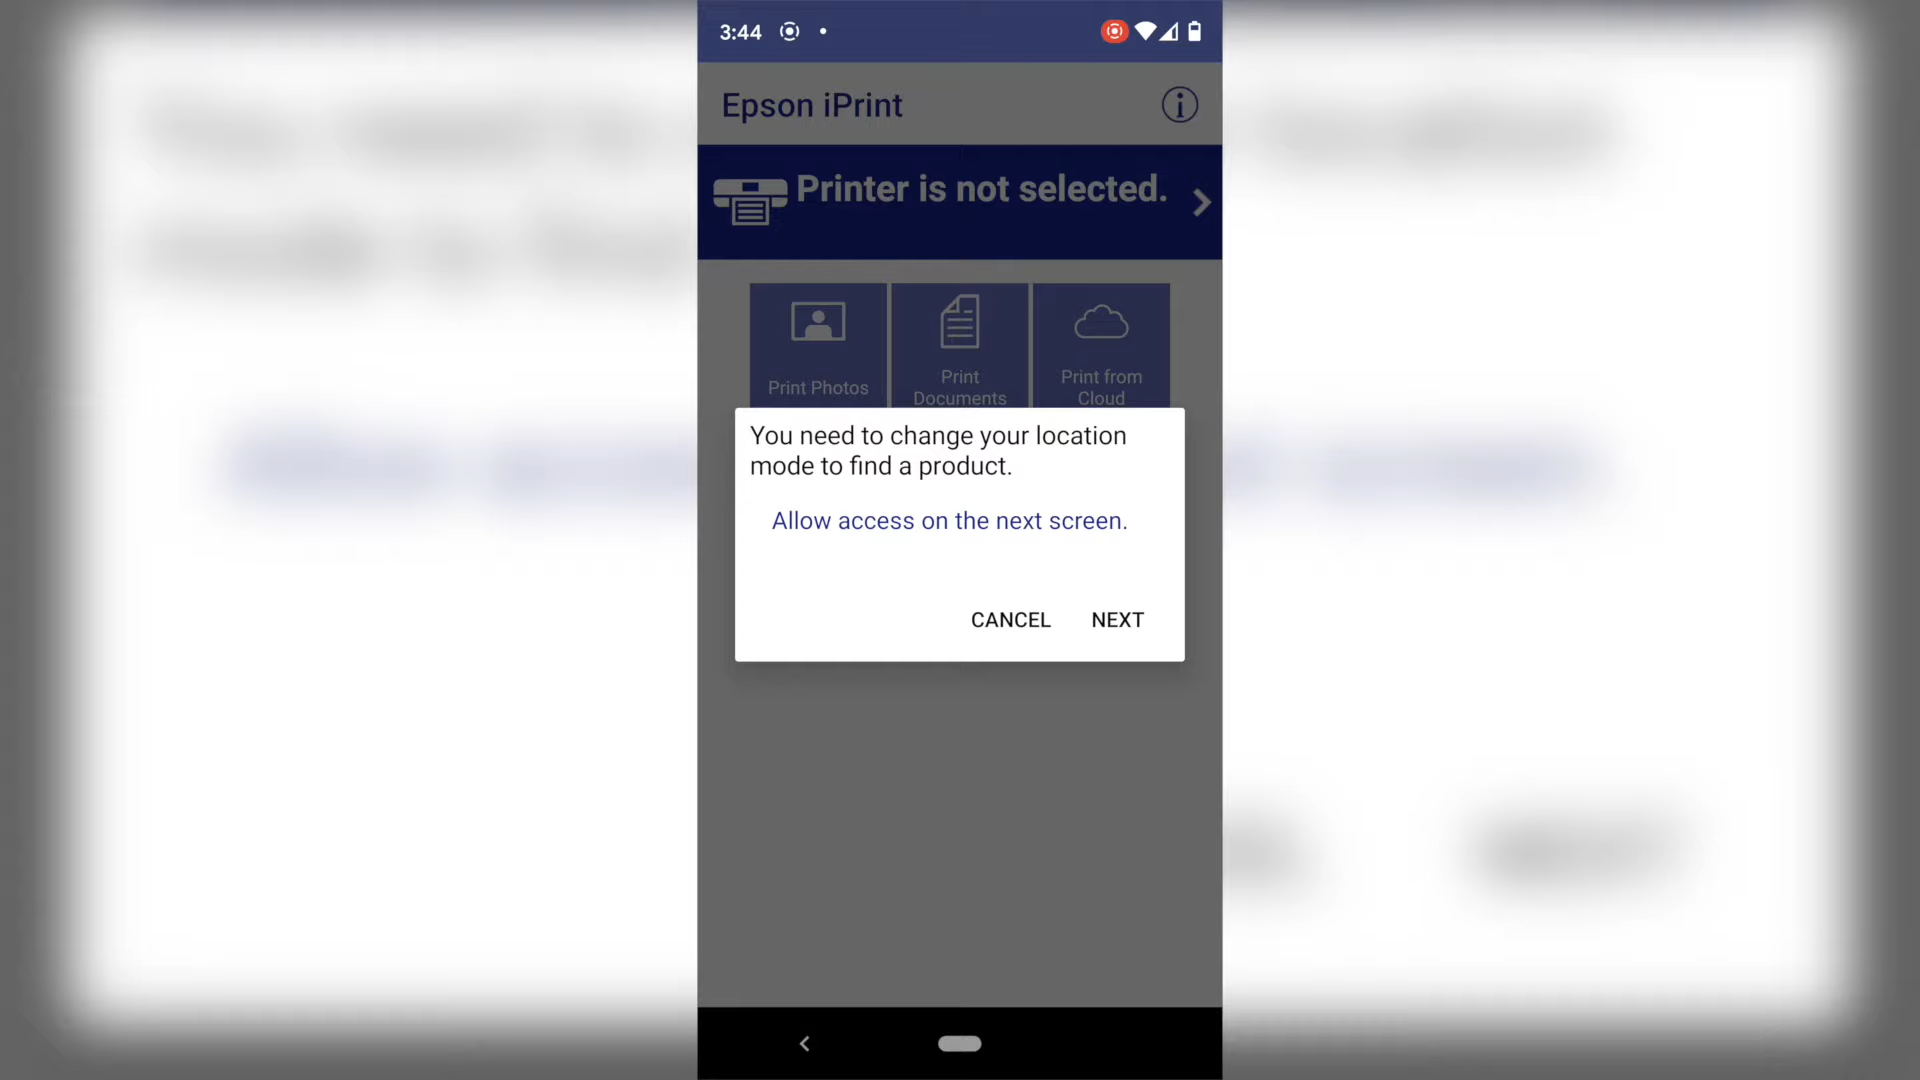 3:44
Epson iPrint
Printer is not selected.
Print Photos
Print
Documents
Print from
Cloud
You need to change your location
mode to find a product.
Allow access on the next screen.
CANCEL NEXT